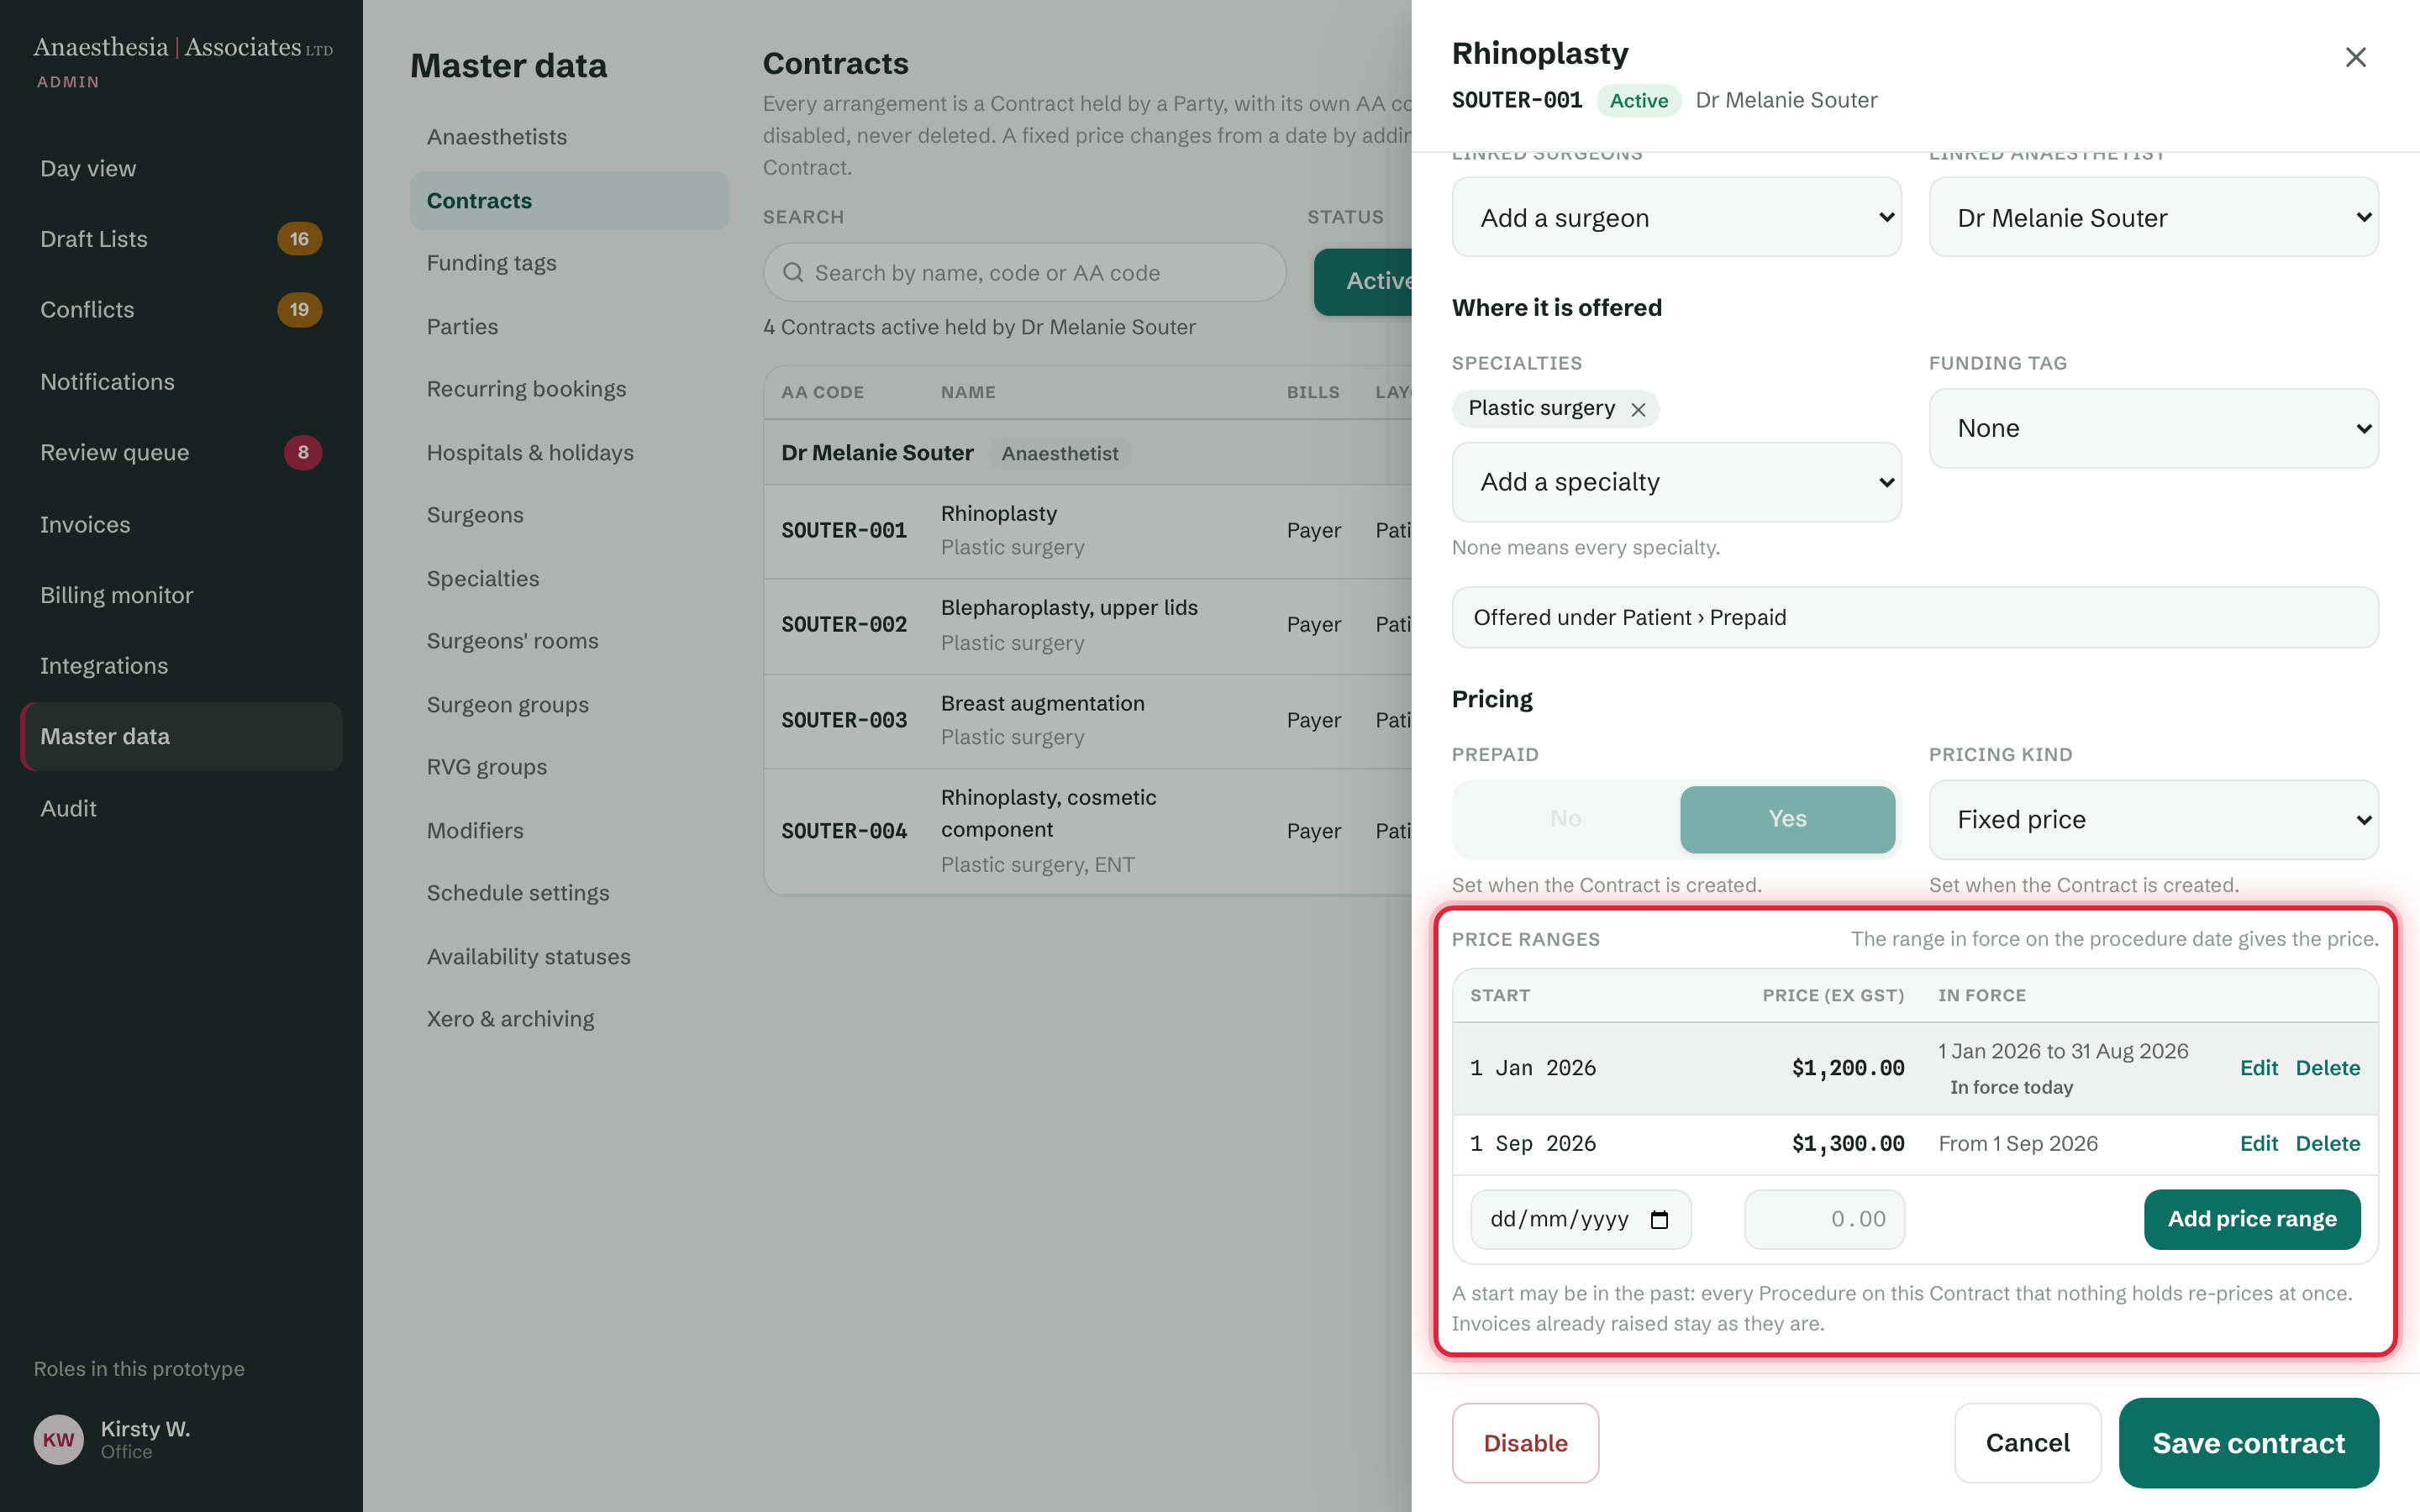 Anaesthesia | Associates LTD
ADMIN
Day view
Draft Lists 16
Conflicts 19
Notifications
Review queue 8
Invoices
Billing monitor
Integrations
Master data
Audit
Roles in this prototype
KW
Kirsty W.
Office
Master data
Anaesthetists
Contracts
Funding tags
Parties
Recurring bookings
Hospitals & holidays
Surgeons
Specialties
Surgeons' rooms
Surgeon groups
RVG groups
Modifiers
Schedule settings
Availability statuses
Xero & archiving
Contracts
Every arrangement is a Contract held by a Party, with its own AA co
disabled, never deleted. A fixed price changes from a date by addin
Contract.
SEARCH STATUS
Search by name, code or AA code
Active
4 Contracts active held by Dr Melanie Souter
AA CODE NAME BILLS LAY
Dr Melanie Souter Anaesthetist
SOUTER-001 Rhinoplasty Payer Pati
Plastic surgery
SOUTER-002 Blepharoplasty, upper lids Payer Pati
Plastic surgery
SOUTER-003 Breast augmentation Payer Pati
Plastic surgery
SOUTER-004 Rhinoplasty, cosmetic Payer Pati
component
Plastic surgery, ENT
Rhinoplasty
SOUTER-001 Active Dr Melanie Souter
LINKED SURGEONS LINKED ANAESTHETIST
Add a surgeon Dr Melanie Souter
Where it is offered
SPECIALTIES FUNDING TAG
Plastic surgery
None
Add a specialty
None means every specialty.
Offered under Patient › Prepaid
Pricing
PREPAID PRICING KIND
No Yes Fixed price
Set when the Contract is created. Set when the Contract is created.
PRICE RANGES The range in force on the procedure date gives the price.
START PRICE (EX GST) IN FORCE
1 Jan 2026 $1,200.00 1 Jan 2026 to 31 Aug 2026 Edit Delete
In force today
1 Sep 2026 $1,300.00 From 1 Sep 2026 Edit Delete
dd/mm/yyyy 0.00 Add price range
A start may be in the past: every Procedure on this Contract that nothing holds re-prices at once.
Invoices already raised stay as they are.
Disable Cancel Save contract